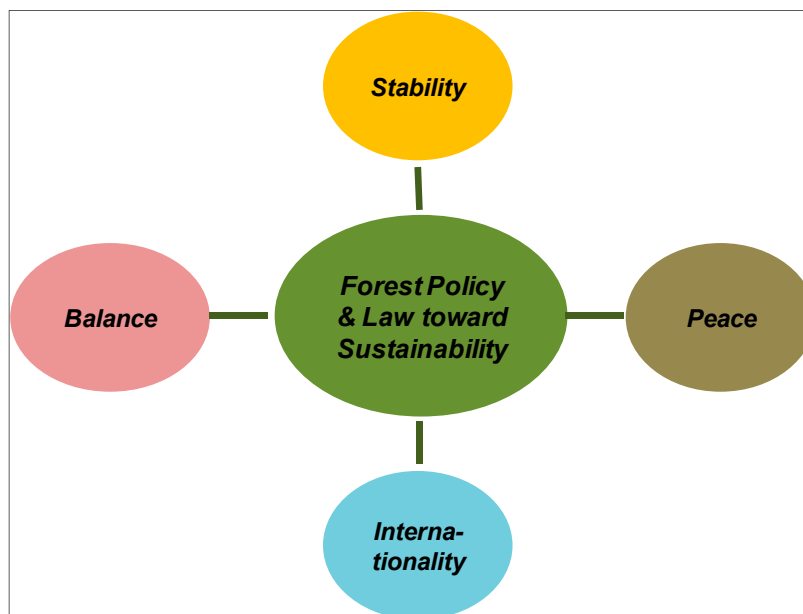 Stability
Balance
Forest Policy
& Law toward
Sustainability
Peace
Interna-
tionality